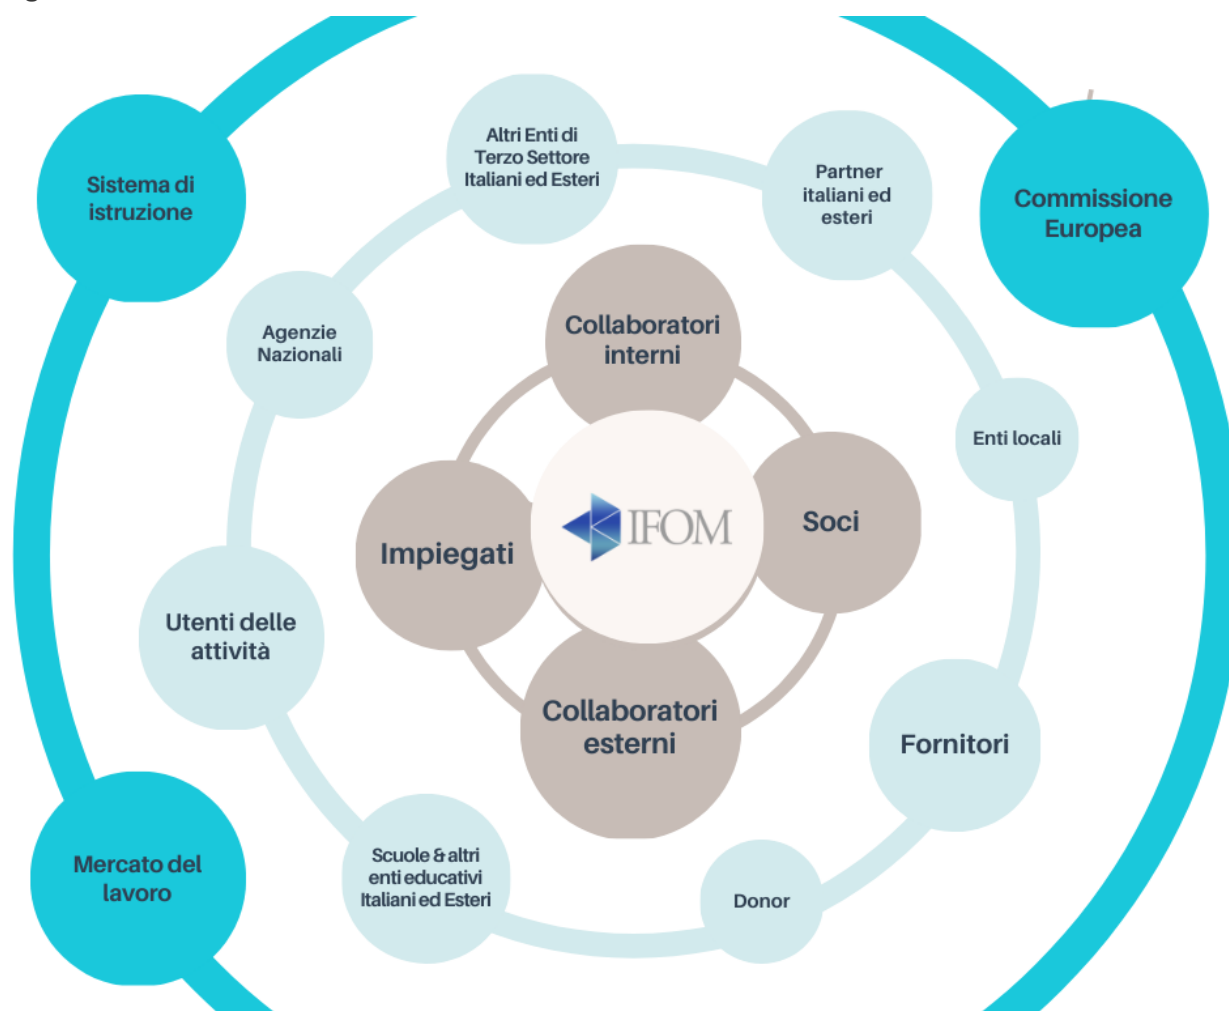 Altri Enti di
Terzo Settore
Italiani ed Esteri
Partner
italiani ed
esteri
Sistema di
istruzione
Commissione
Europea
Collaboratori
interni
Agenzie
Nazionali
Enti locali
IFOM
Soci
Impiegati
Utenti delle
attività
Collaboratori
esterni
Fornitori
Scuole & altri
enti educativi
Italiani ed Esteri
Mercato del
lavoro
Donor